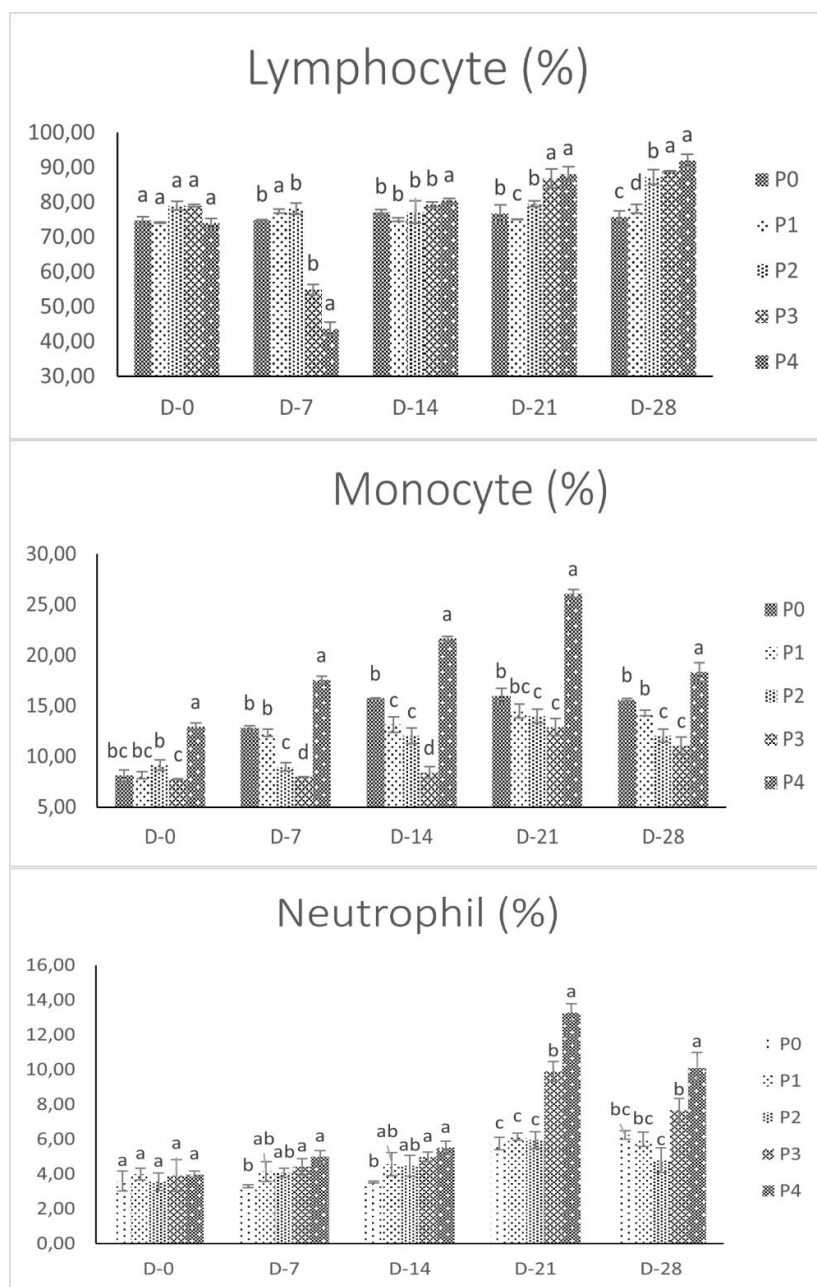 Lymphocyte (%)
100,00
90,00
80,00
70,00
60,00
50,00
40,00
30,00
a a a a a
b a b b a
b b b b a
b c b a a
c d b a a
D-0 D-7 D-14 D-21 D-28
P0
P1
P2
P3
P4
Monocyte (%)
30,00
25,00
20,00
15,00
10,00
5,00
bc bc b c a
b b c d a
b c c d a
b bc c c a
b b c c a
D-0 D-7 D-14 D-21 D-28
P0
P1
P2
P3
P4
Neutrophil (%)
16,00
14,00
12,00
10,00
8,00
6,00
4,00
2,00
0,00
a a a a a
b ab ab a a
b ab ab a a
c c c b a
bc bc c b a
D-0 D-7 D-14 D-21 D-28
P0
P1
P2
P3
P4